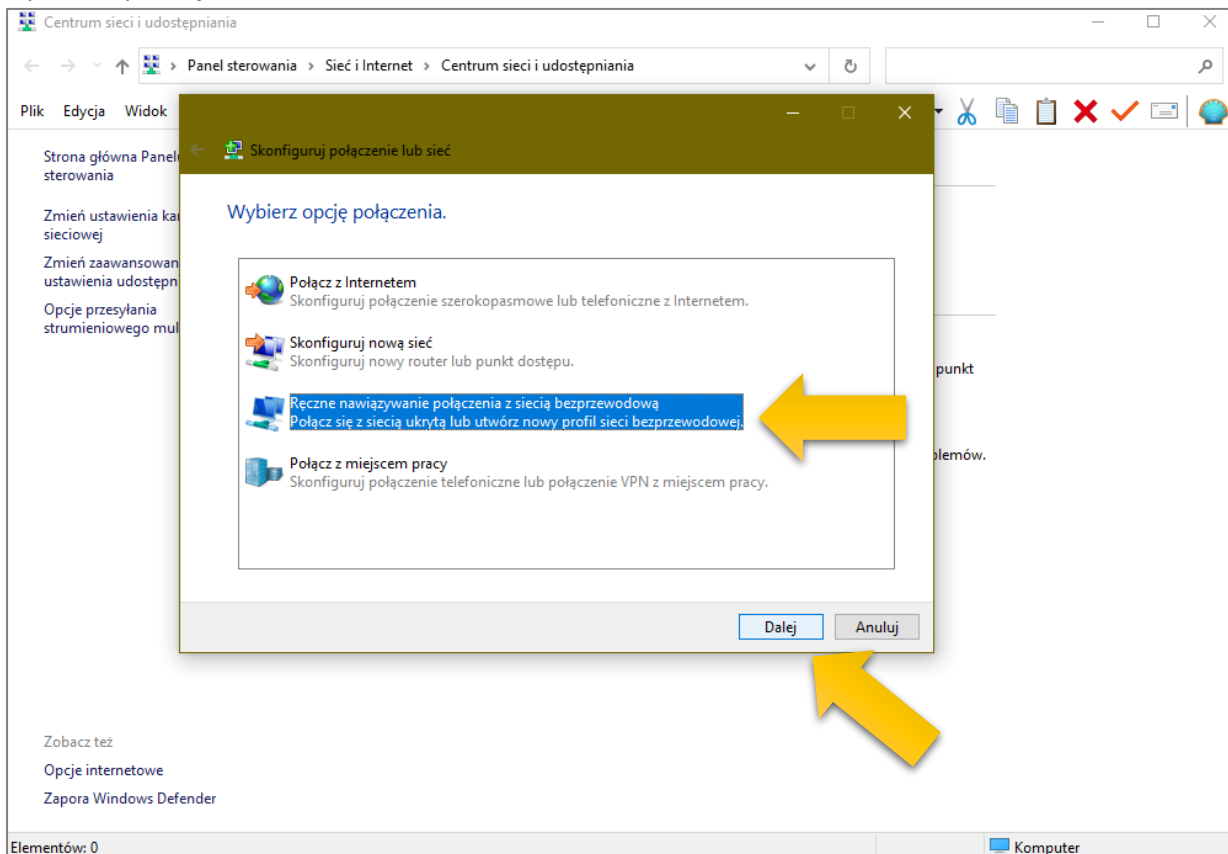 Centrum sieci i udostępniania
Panel sterowania > Sieć i Internet > Centrum sieci i udostępniania
Plik Edycja Widok
Skonfiguruj połączenie lub sieć
Strona główna Panelu
sterowania
Zmień ustawienia kar
sieciowej
Zmień zaawansowan
ustawienia udostępn
Opcje przesyłania
strumieniowego mul
Wybierz opcję połączenia.
Połącz z Internetem
Skonfiguruj połączenie szerokopasmowe lub telefoniczne z Internetem.
Skonfiguruj nową sieć
Skonfiguruj nowy router lub punkt dostępu.
Ręczne nawiązywanie połączenia z siecią bezprzewodową
Połącz się z siecią ukrytą lub utwórz nowy profil sieci bezprzewodowej.
Połącz z miejscem pracy
Skonfiguruj połączenie telefoniczne lub połączenie VPN z miejscem pracy.
punkt
blemów.
Dalej Anuluj
Zobacz też
Opcje internetowe
Zapora Windows Defender
Elementów: 0 Komputer